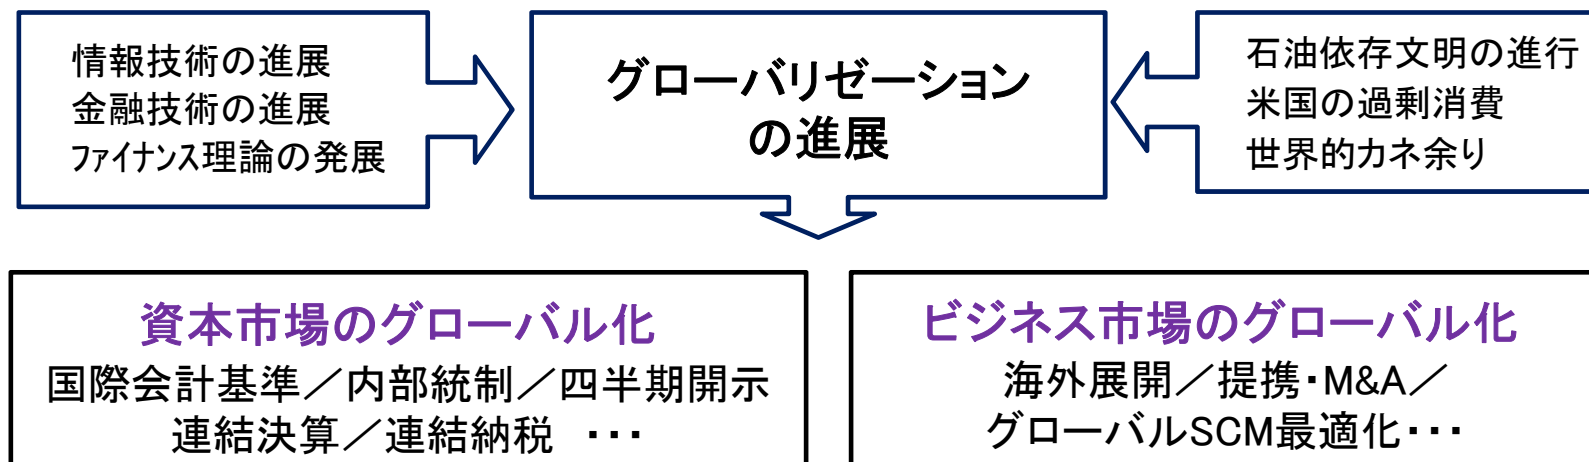 情報技術の進展
金融技術の進展
ファイナンス理論の発展
グローバリゼーション
の進展
石油依存文明の進行
米国の過剰消費
世界的カネ余り
資本市場のグローバル化
国際会計基準／内部統制／四半期開示
連結決算／連結納税　・・・
ビジネス市場のグローバル化
海外展開／提携・M&A／
グローバルSCM最適化・・・